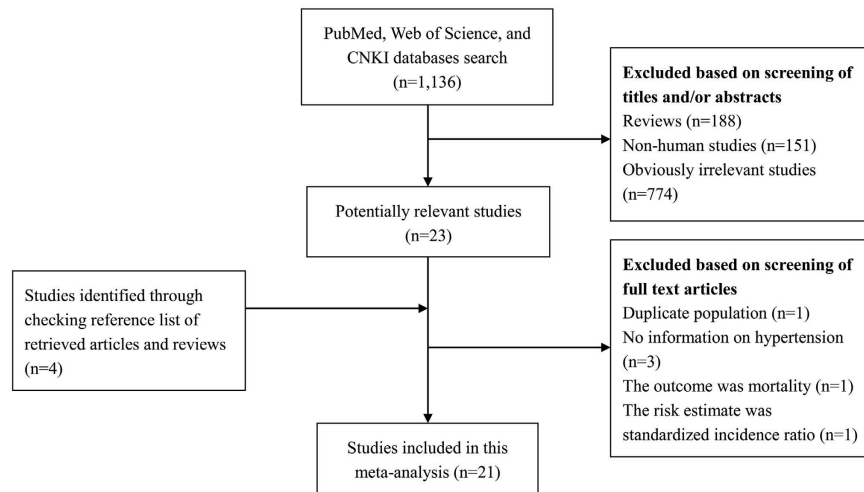 PubMed, Web of Science, and
CNKI databases search
(n=1,136)
Excluded based on screening of
titles and/or abstracts
Reviews (n=188)
Non-human studies (n=151)
Obviously irrelevant studies
(n=774)
Potentially relevant studies
(n=23)
Studies identified through
checking reference list of
retrieved articles and reviews
(n=4)
Excluded based on screening of
full text articles
Duplicate population (n=1)
No information on hypertension
(n=3)
The outcome was mortality (n=1)
The risk estimate was
standardized incidence ratio (n=1)
Studies included in this
meta-analysis (n=21)